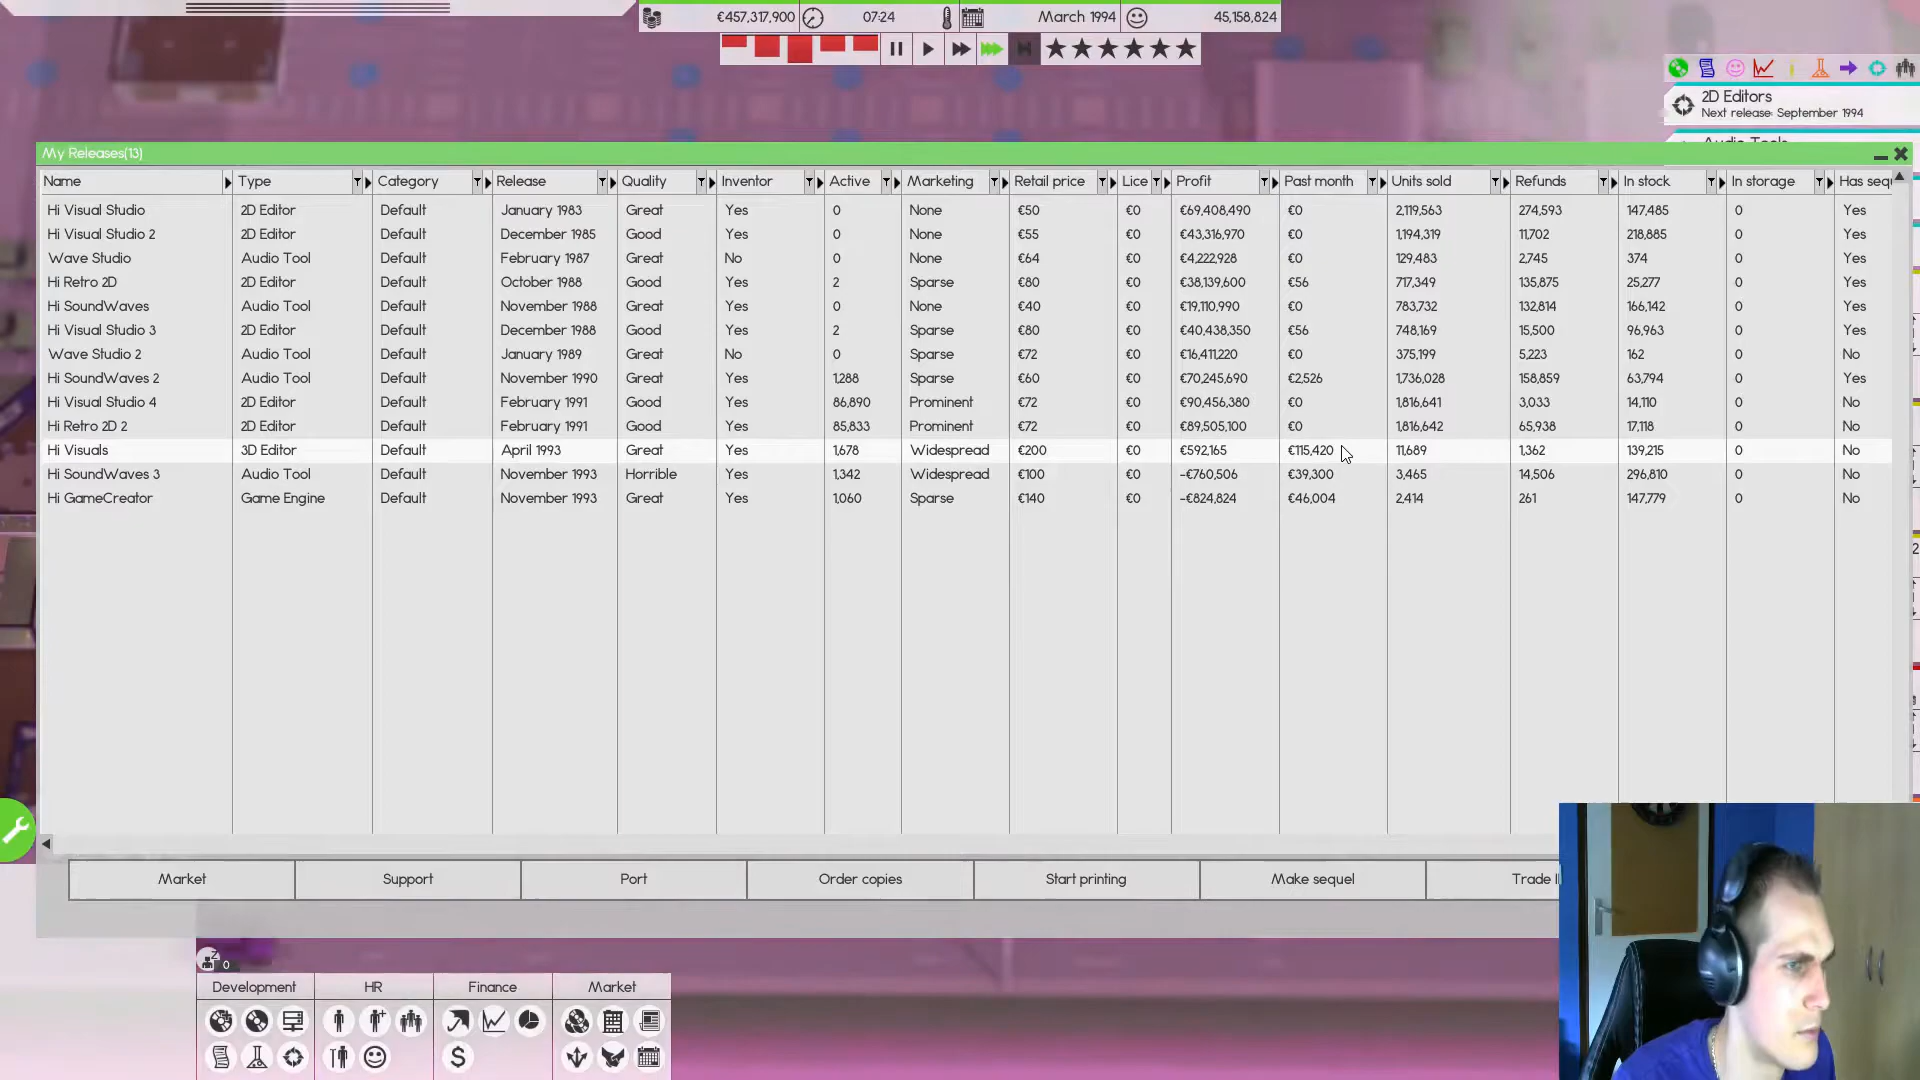 €457,317,900 07:24 March 1994 45,158,824
2D Editors
Next release: September 1994
My Releases(13)
Name Type Category Release Quality Inventor Active Marketing Retail price Lice Profit Past month Units sold Refunds In stock In storage Has seq
Hi Visual Studio 2D Editor Default January 1983 Great Yes 0 None €50 €0 €69,408,490 €0 2,119,563 274,593 147,485 0 Yes
Hi Visual Studio 2 2D Editor Default December 1985 Good Yes 0 None €55 €0 €43,316,970 €0 1,194,319 11,702 218,885 0 Yes
Wave Studio Audio Tool Default February 1987 Great No 0 None €64 €0 €4,222,928 €0 129,483 2,745 374 0 Yes
Hi Retro 2D 2D Editor Default October 1988 Good Yes 2 Sparse €80 €0 €38,139,600 €56 717,349 135,875 25,277 0 Yes
Hi SoundWaves Audio Tool Default November 1988 Great Yes 0 None €40 €0 €19,110,990 €0 783,732 132,814 166,142 0 Yes
Hi Visual Studio 3 2D Editor Default December 1988 Good Yes 2 Sparse €80 €0 €40,438,350 €56 748,169 15,500 96,963 0 Yes
Wave Studio 2 Audio Tool Default January 1989 Great No 0 Sparse €72 €0 €16,411,220 €0 375,199 5,223 162 0 No
Hi SoundWaves 2 Audio Tool Default November 1990 Great Yes 1,288 Sparse €60 €0 €70,245,690 €2,526 1,736,028 158,859 63,794 0 Yes
Hi Visual Studio 4 2D Editor Default February 1991 Good Yes 86,890 Prominent €72 €0 €90,456,380 €0 1,816,641 3,033 14,110 0 No
Hi Retro 2D 2 2D Editor Default February 1991 Good Yes 85,833 Prominent €72 €0 €89,505,100 €0 1,816,642 65,938 17,118 0 No
Hi Visuals 3D Editor Default April 1993 Great Yes 1,678 Widespread €200 €0 €592,165 €115,420 11,689 1,362 139,215 0 No
Hi SoundWaves 3 Audio Tool Default November 1993 Horrible Yes 1,342 Widespread €100 €0 -€760,506 €39,300 3,465 14,506 296,810 0 No
Hi GameCreator Game Engine Default November 1993 Great Yes 1,060 Sparse €140 €0 -€824,824 €46,004 2,414 261 147,779 0 No
Market Support Port Order copies Start printing Make sequel Trade
0
Development HR Finance Market